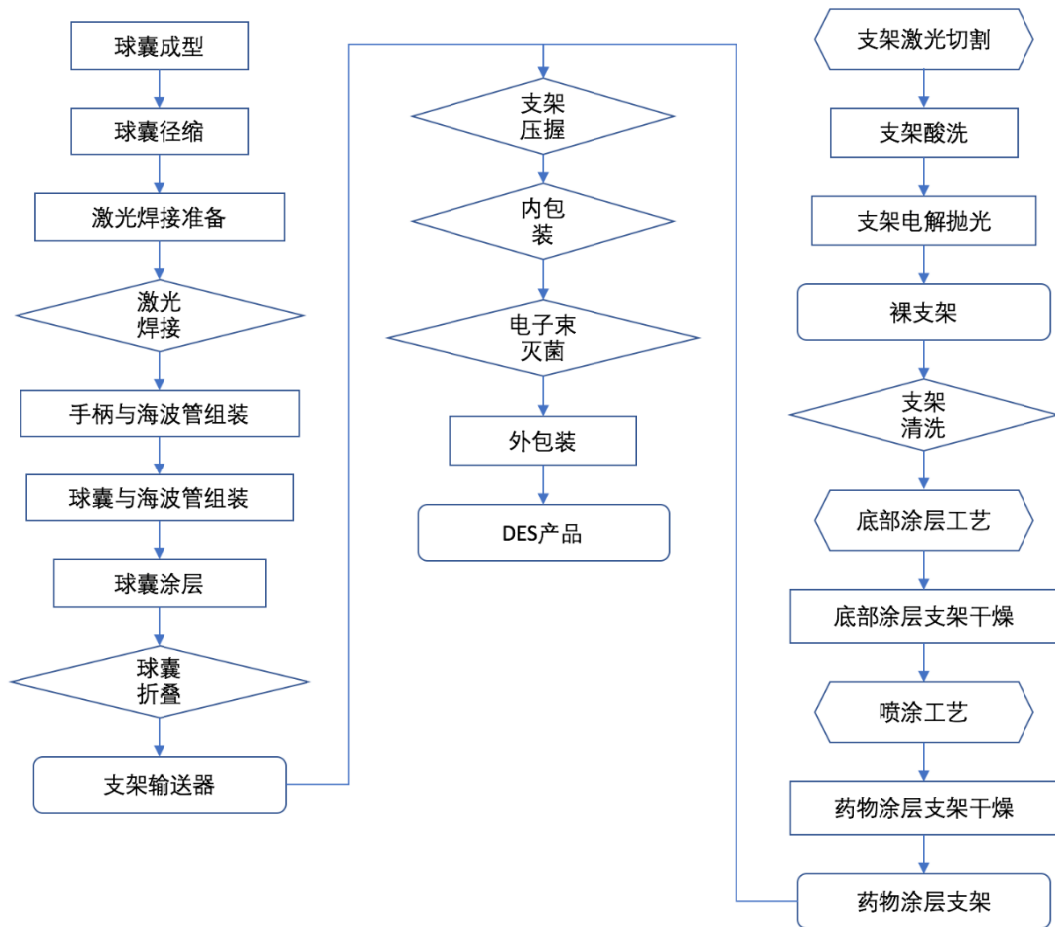 球囊成型
球囊径缩
激光焊接准备
激光
焊接
手柄与海波管组装
球囊与海波管组装
球囊涂层
球囊
折叠
支架输送器
支架
压握
内包
装
电子束
灭菌
外包装
DES产品
支架激光切割
支架酸洗
支架电解抛光
裸支架
支架
清洗
底部涂层工艺
底部涂层支架干燥
喷涂工艺
药物涂层支架干燥
药物涂层支架